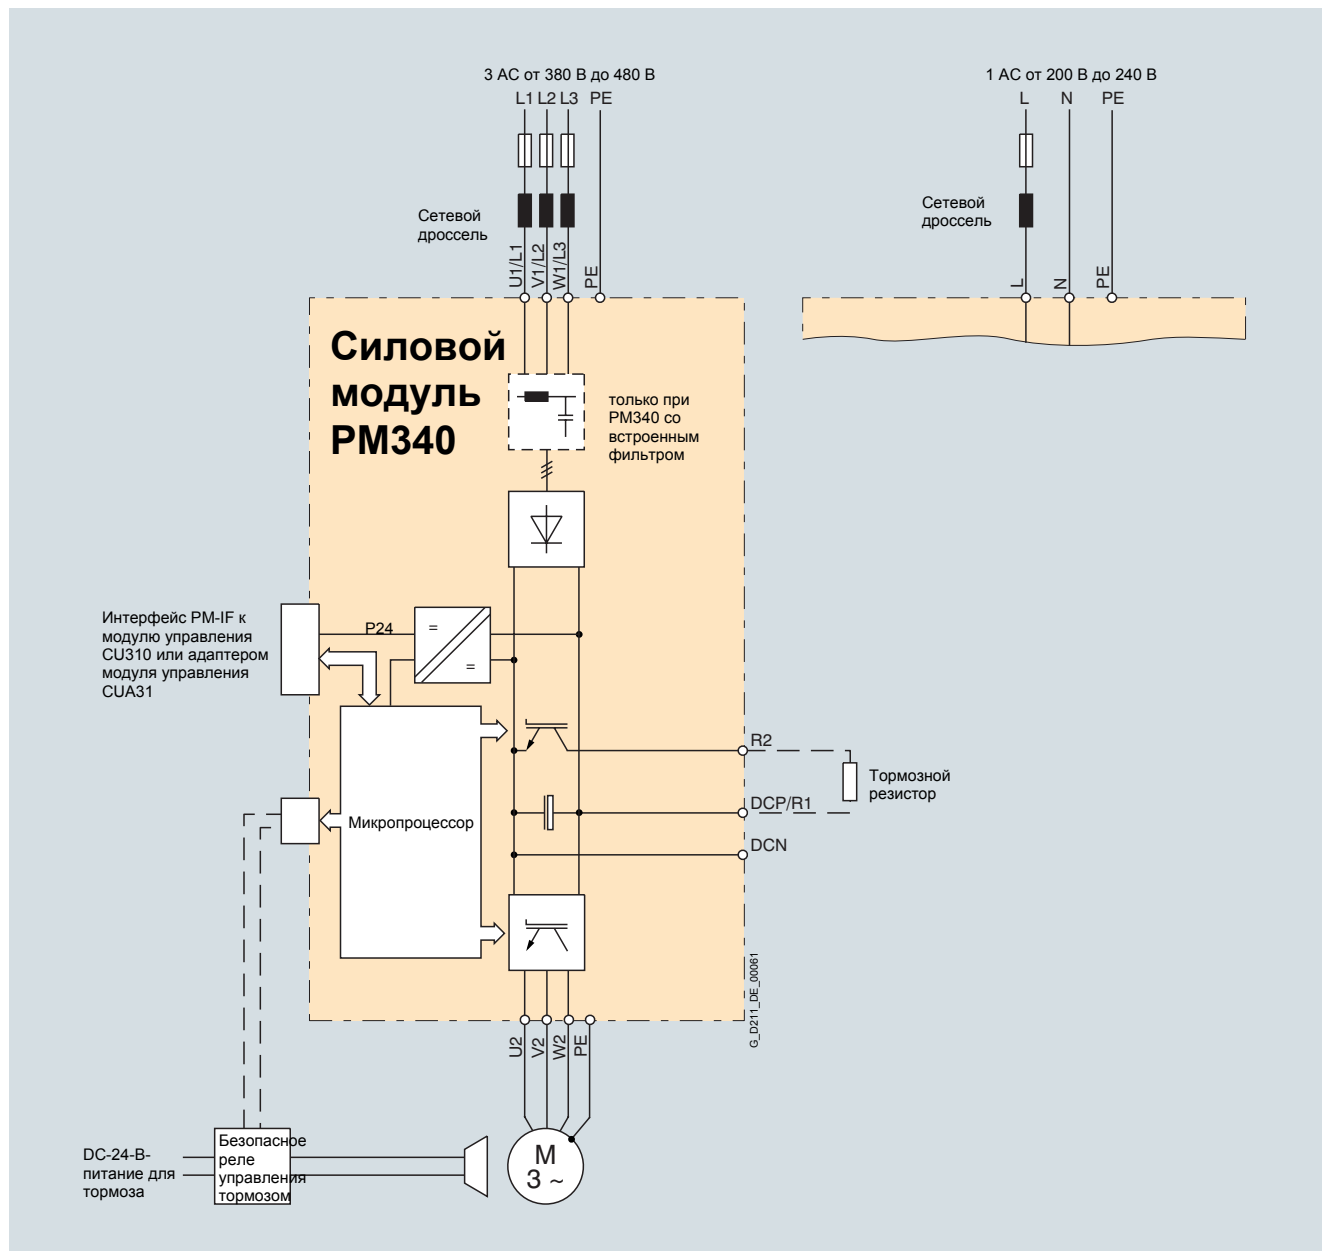 3 AC от 380 В до 480 В
L1 L2 L3 PE
1 AC от 200 В до 240 В
L N PE
Сетевой
дроссель
U1/L1
V1/L2
W1/L3
PE
Сетевой
дроссель
L
N
PE
Силовой
модуль
PM340
только при
PM340 со
встроенным
фильтром
Интерфейс PM-IF к
модулю управления
CU310 или адаптером
модуля управления
CUA31
P24
=
=
R2
Тормозной
резистор
DCP/R1
Микропроцессор
DCN
G_D211_DE_00061
U2
V2
W2
PE
DC-24-В-
питание для
тормоза
Безопасное
реле
управления
тормозом
M
3 ~